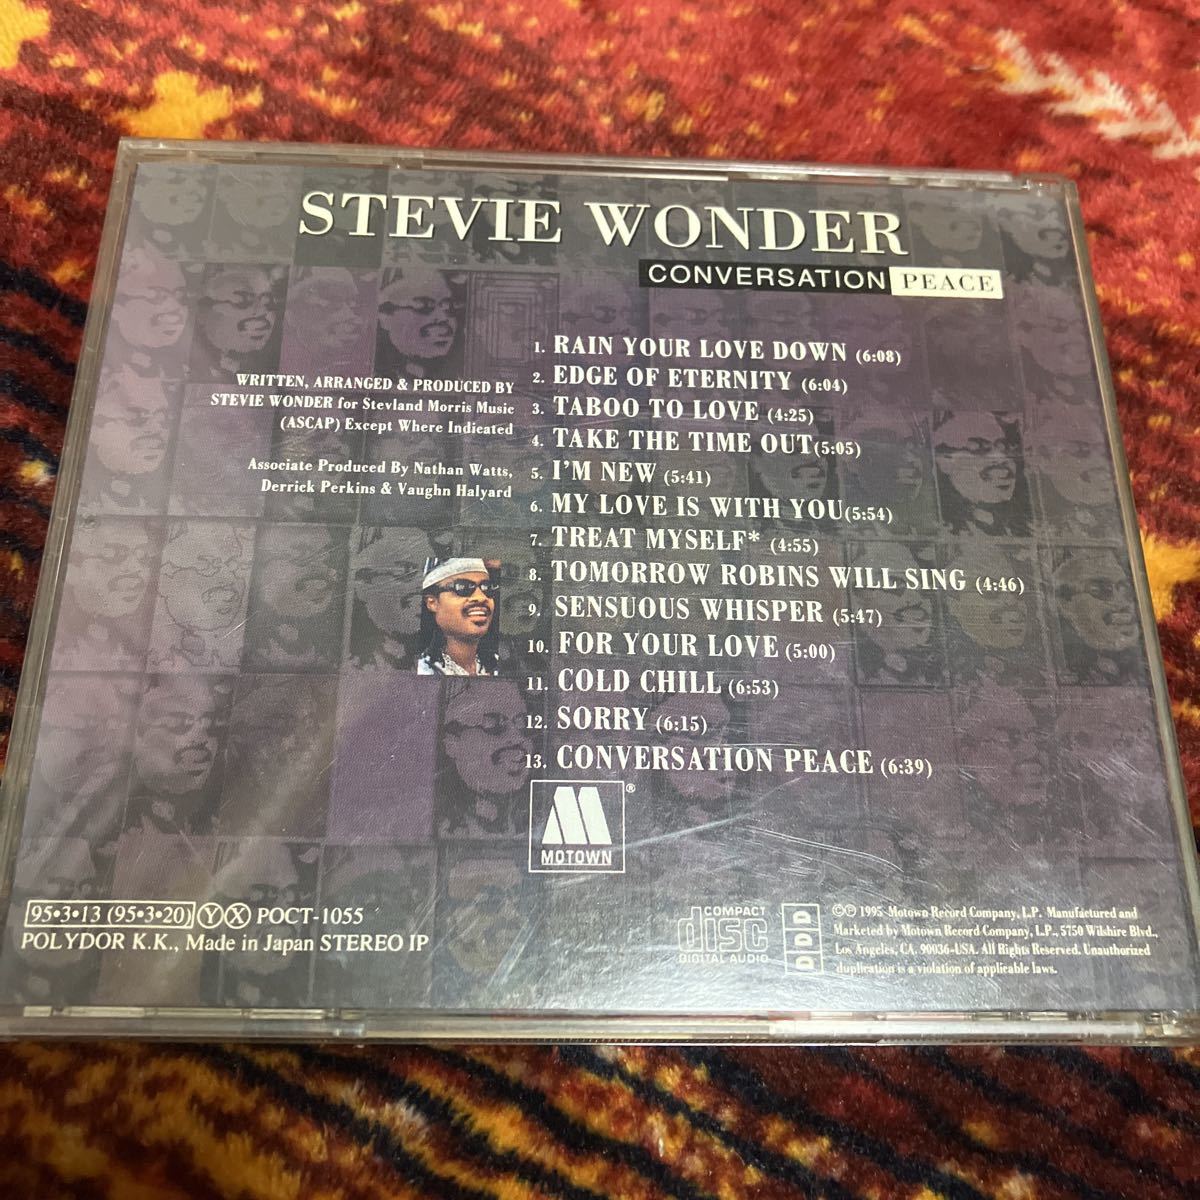 STEVIE WONDER
CONVERSATION PEACE
WRITTEN, ARRANGED & PRODUCED BY
STEVIE WONDER for Stevland Morris Music
(ASCAP) Except Where Indicated
Associate Produced By Nathan Watts,
Derrick Perkins & Vaughn Halyard
1. RAIN YOUR LOVE DOWN (6:08)
2. EDGE OF ETERNITY (6:04)
3. TABOO TO LOVE (4:25)
4. TAKE THE TIME OUT(5:05)
5. I'M NEW (5:41)
6. MY LOVE IS WITH YOU(5:54)
7. TREAT MYSELF* (4:55)
8. TOMORROW ROBINS WILL SING (4:46)
9. SENSUOUS WHISPER (5:47)
10. FOR YOUR LOVE (5:00)
11. COLD CHILL (6:53)
12. SORRY (6:15)
13. CONVERSATION PEACE (6:39)
®
MOTOWN
95•3•13 (95•3•20) Ⓨ Ⓧ POCT-1055
POLYDOR K.K., Made in Japan STEREO IP
COMPACT
disc
DIGITAL AUDIO
DDD
©℗ 1995 Motown Record Company, L.P. Manufactured and
Marketed by Motown Record Company, L.P., 5750 Wilshire Blvd.,
Los Angeles, CA. 90036-USA. All Rights Reserved. Unauthorized
duplication is a violation of applicable laws.